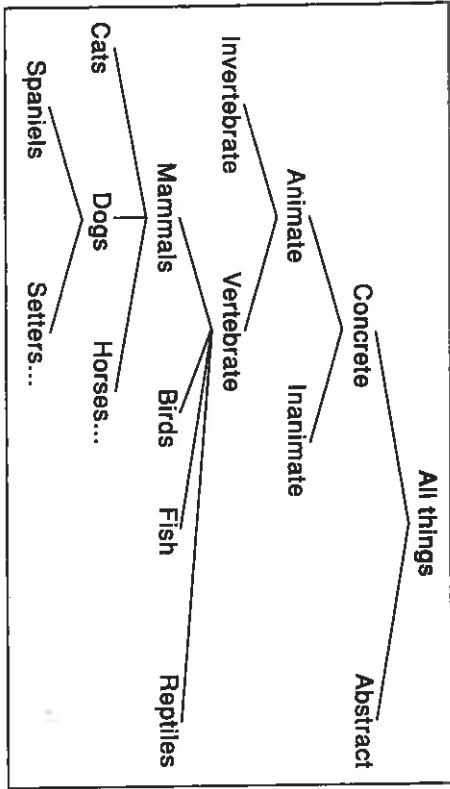 All things
Concrete Abstract
Animate Inanimate
Invertebrate Vertebrate
Mammals Birds Fish Reptiles
Cats Dogs Horses...
Spaniels Setters...